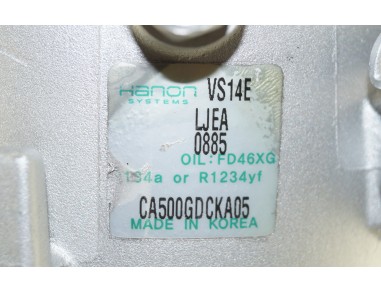 Hanon VS14E
SYSTEMS
LJEA
0885
OIL: FD46XG
134a or R1234yf
CA500GDCKA05
MADE IN KOREA